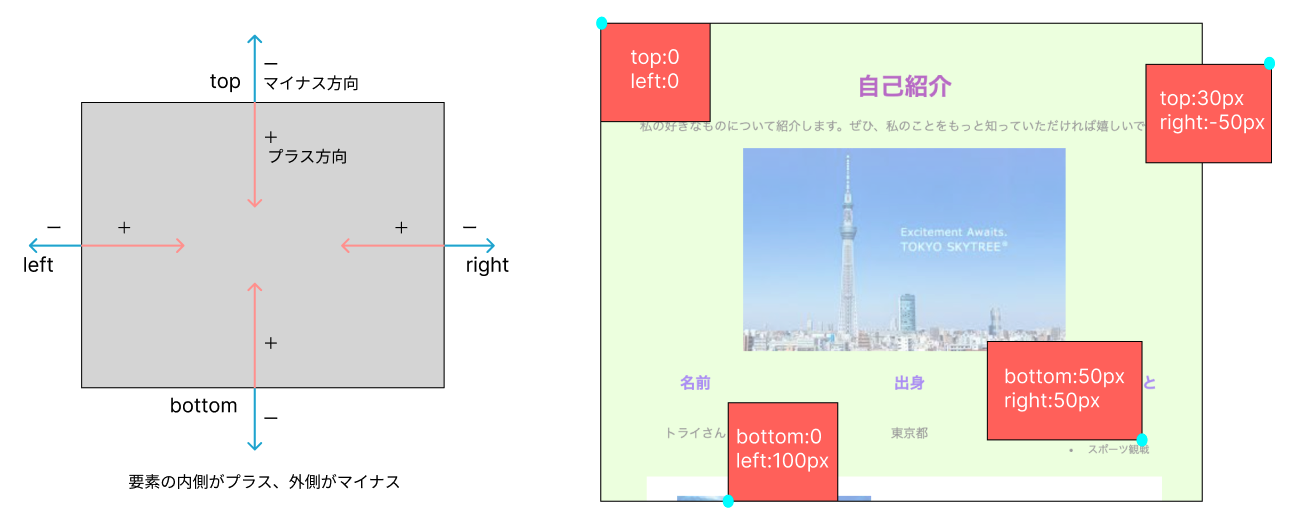 top
−
マイナス方向
+
プラス方向
−
+
+
−
left
right
+
bottom
−
要素の内側がプラス、外側がマイナス
top:0
left:0
自己紹介
私の好きなものについて紹介します。ぜひ、私のことをもっと知っていただければ嬉しいで
top:30px
right:-50px
Excitement Awaits.
TOKYO SKYTREE®
名前
出身
と
bottom:50px
right:50px
トライさん
東京都
• スポーツ観戦
bottom:0
left:100px